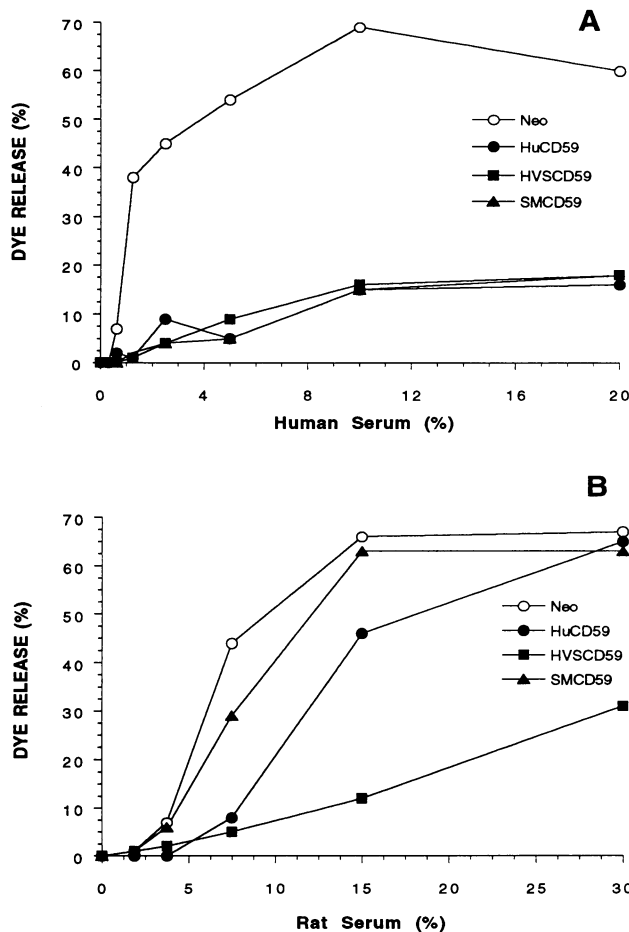 A
70
60
50
40
30
20
10
0
DYE RELEASE (%)
Neo
HuCD59
HVSCD59
SMCD59
0 4 8 12 16 20
Human Serum (%)
B
70
60
50
40
30
20
10
0
DYE RELEASE (%)
Neo
HuCD59
HVSCD59
SMCD59
0 5 10 15 20 25 30
Rat Serum (%)